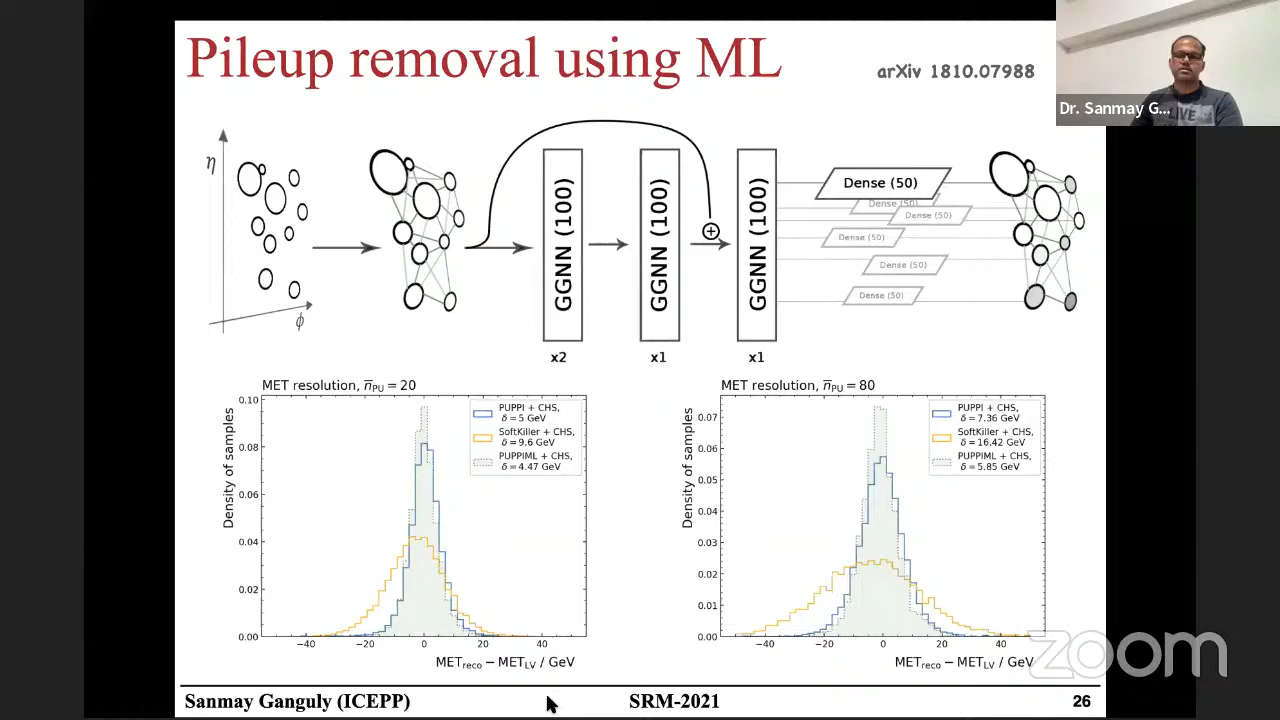 Pileup removal using ML
arXiv 1810.07988
Dr. Sanmay G...
η
ϕ
GGNN (100)
x2
GGNN (100)
x1
GGNN (100)
x1
Dense (50)
Dense (50)
Dense (50)
Dense (50)
Dense (50)
Dense (50)
MET resolution, n̅PU = 20
PUPPI + CHS,
δ = 5 GeV
SoftKiller + CHS,
δ = 9.6 GeV
PUPPIML + CHS,
δ = 4.47 GeV
Density of samples
0.10
0.08
0.06
0.04
0.02
0.00
−40 −20 0 20 40
METreco − METLV / GeV
MET resolution, n̅PU = 80
PUPPI + CHS,
δ = 7.36 GeV
SoftKiller + CHS,
δ = 16.42 GeV
PUPPIML + CHS,
δ = 5.85 GeV
Density of samples
0.07
0.06
0.05
0.04
0.03
0.02
0.01
0.00
−40 −20 0 20 40
METreco − METLV / GeV
zoom
Sanmay Ganguly (ICEPP) SRM-2021 26